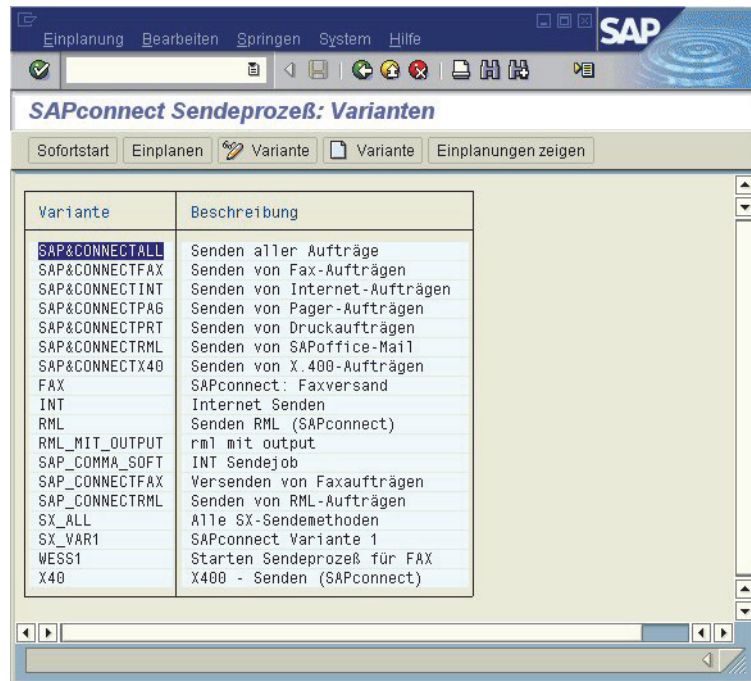 Einplanung Bearbeiten Springen System Hilfe
SAP
SAPconnect Sendeprozeß: Varianten
Sofortstart Einplanen Variante Variante Einplanungen zeigen
Variante Beschreibung
SAP&CONNECTALL Senden aller Aufträge
SAP&CONNECTFAX Senden von Fax-Aufträgen
SAP&CONNECTINT Senden von Internet-Aufträgen
SAP&CONNECTPAG Senden von Pager-Aufträgen
SAP&CONNECTPRT Senden von Druckaufträgen
SAP&CONNECTRML Senden von SAPoffice-Mail
SAP&CONNECTX40 Senden von X.400-Aufträgen
FAX SAPconnect: Faxversand
INT Internet Senden
RML Senden RML (SAPconnect)
RML_MIT_OUTPUT rml mit output
SAP_COMMA_SOFT INT Sendejob
SAP_CONNECTFAX Versenden von Faxaufträgen
SAP_CONNECTRML Senden von RML-Aufträgen
SX_ALL Alle SX-Sendemethoden
SX_VAR1 SAPconnect Variante 1
WESS1 Starten Sendeprozeß für FAX
X40 X400 - Senden (SAPconnect)